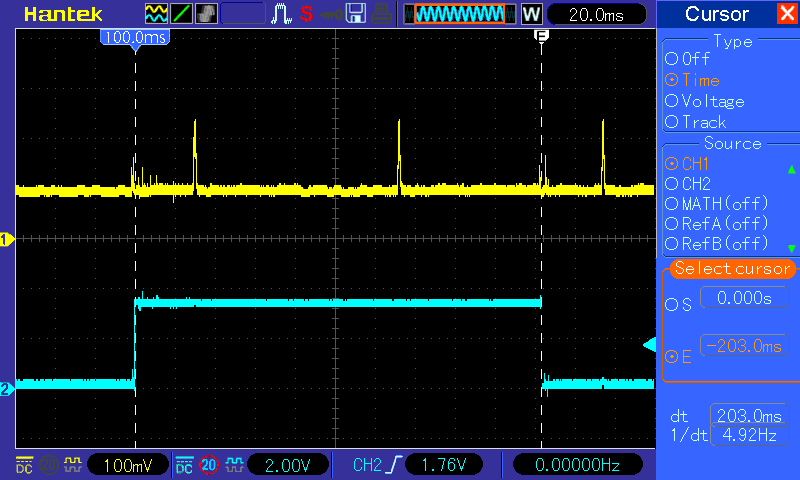 Hantek S W 20.0ms Cursor
100.0ms E
Type
Off
Time
Voltage
Track
Source
CH1
CH2
MATH(off)
RefA(off)
RefB(off)
Select cursor
S 0.000s
E -203.0ms
dt 203.0ms
1/dt 4.92Hz
1
2
DC 20 100mV DC 20 2.00V CH2 1.76V 0.00000Hz